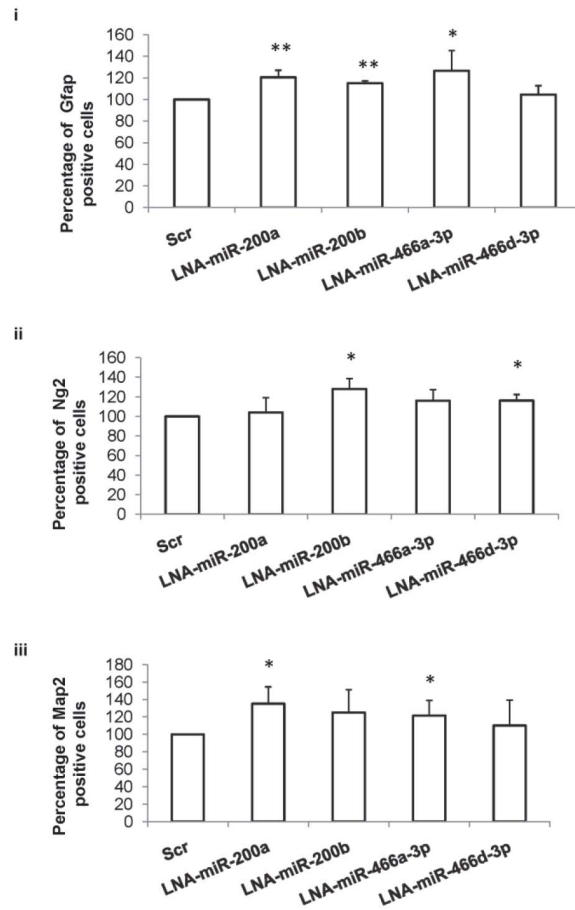 i
Percentage of Gfap
positive cells
160
140
120
100
80
60
40
20
0
**
**
*
Scr
LNA-miR-200a
LNA-miR-200b
LNA-miR-466a-3p
LNA-miR-466d-3p
ii
Percentage of Ng2
positive cells
160
140
120
100
80
60
40
20
0
*
*
Scr
LNA-miR-200a
LNA-miR-200b
LNA-miR-466a-3p
LNA-miR-466d-3p
iii
Percentage of Map2
positive cells
180
160
140
120
100
80
60
40
20
0
*
*
Scr
LNA-miR-200a
LNA-miR-200b
LNA-miR-466a-3p
LNA-miR-466d-3p